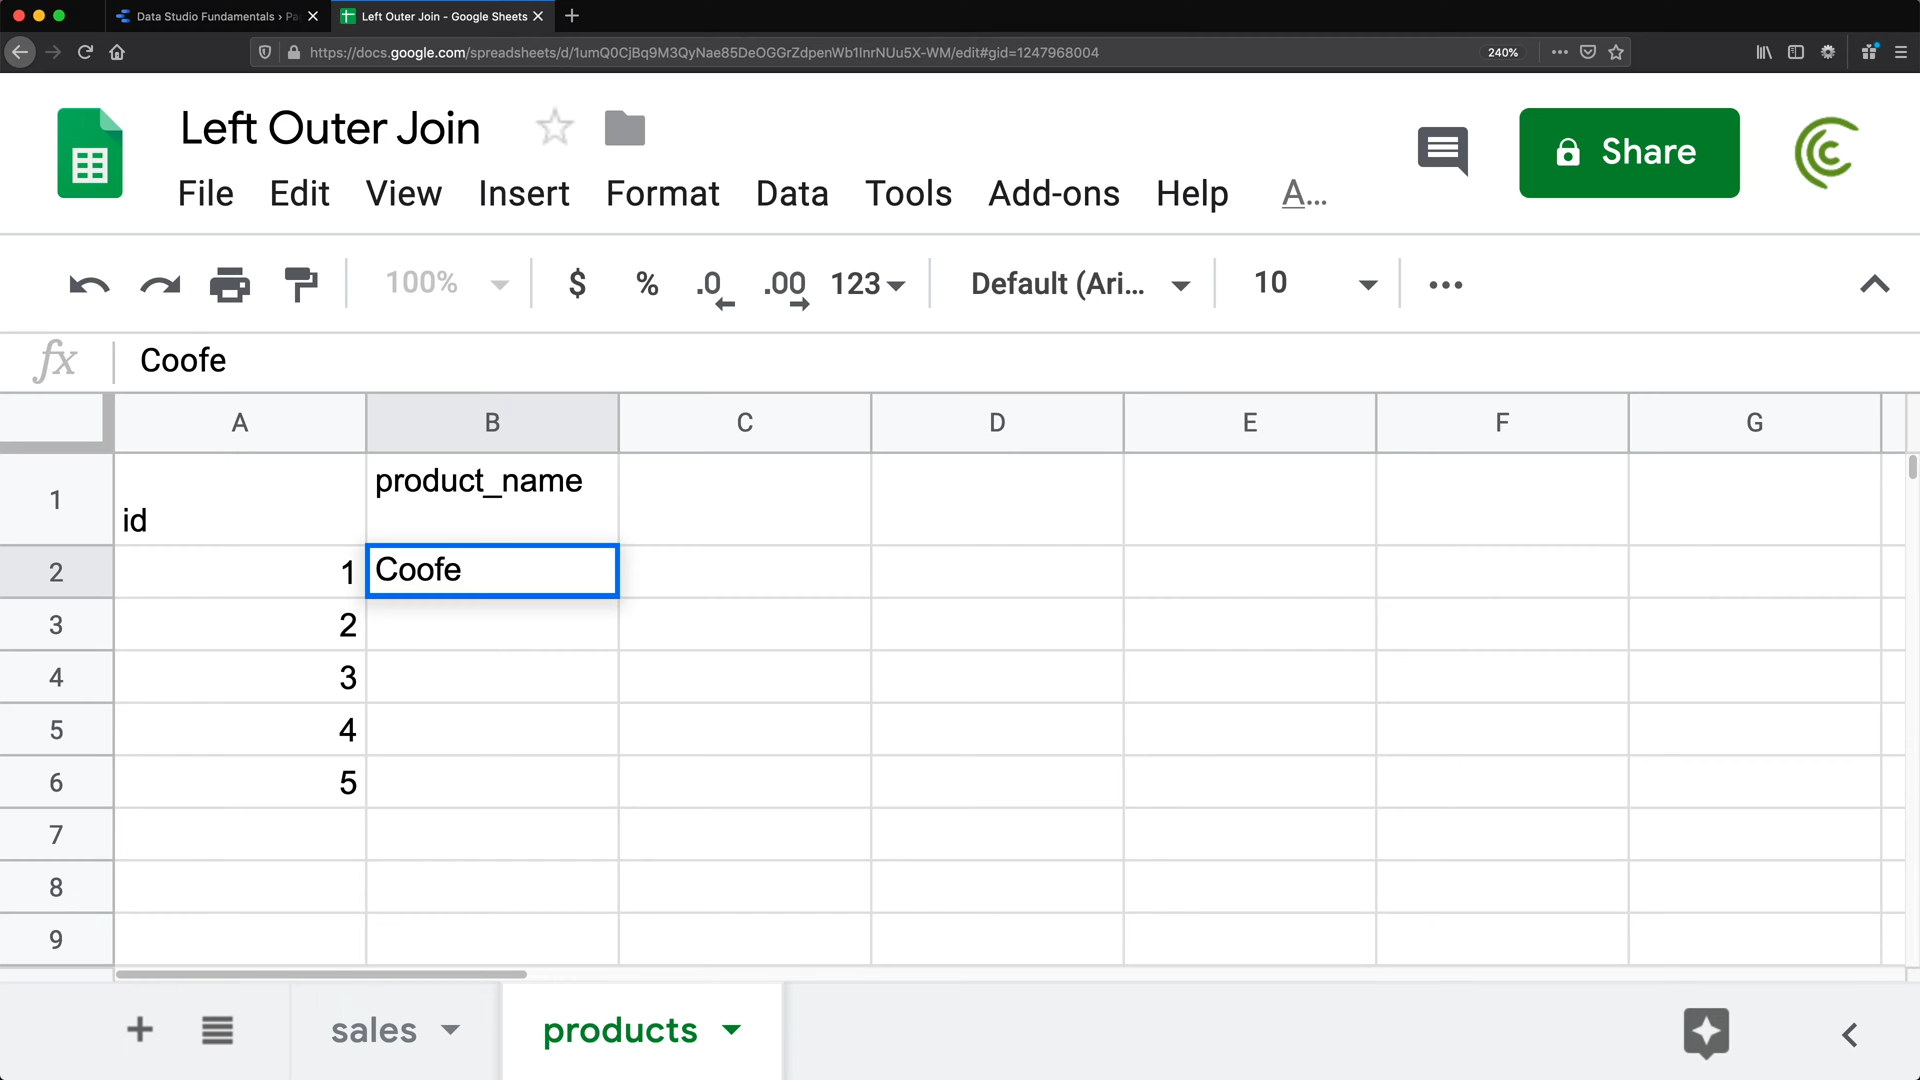 Data Studio Fundamentals › Pa
Left Outer Join - Google Sheets
https://docs.google.com/spreadsheets/d/1umQ0CjBq9M3QyNae85DeOGGrZdpenWb1lnrNUu5X-WM/edit#gid=1247968004
240%
Left Outer Join
Share
File Edit View Insert Format Data Tools Add-ons Help A...
100% $ % .0 .00 123 Default (Ari... 10
fx Coofe
A B C D E F G
1 id product_name
2 1 Coofe
3 2
4 3
5 4
6 5
7
8
9
sales products